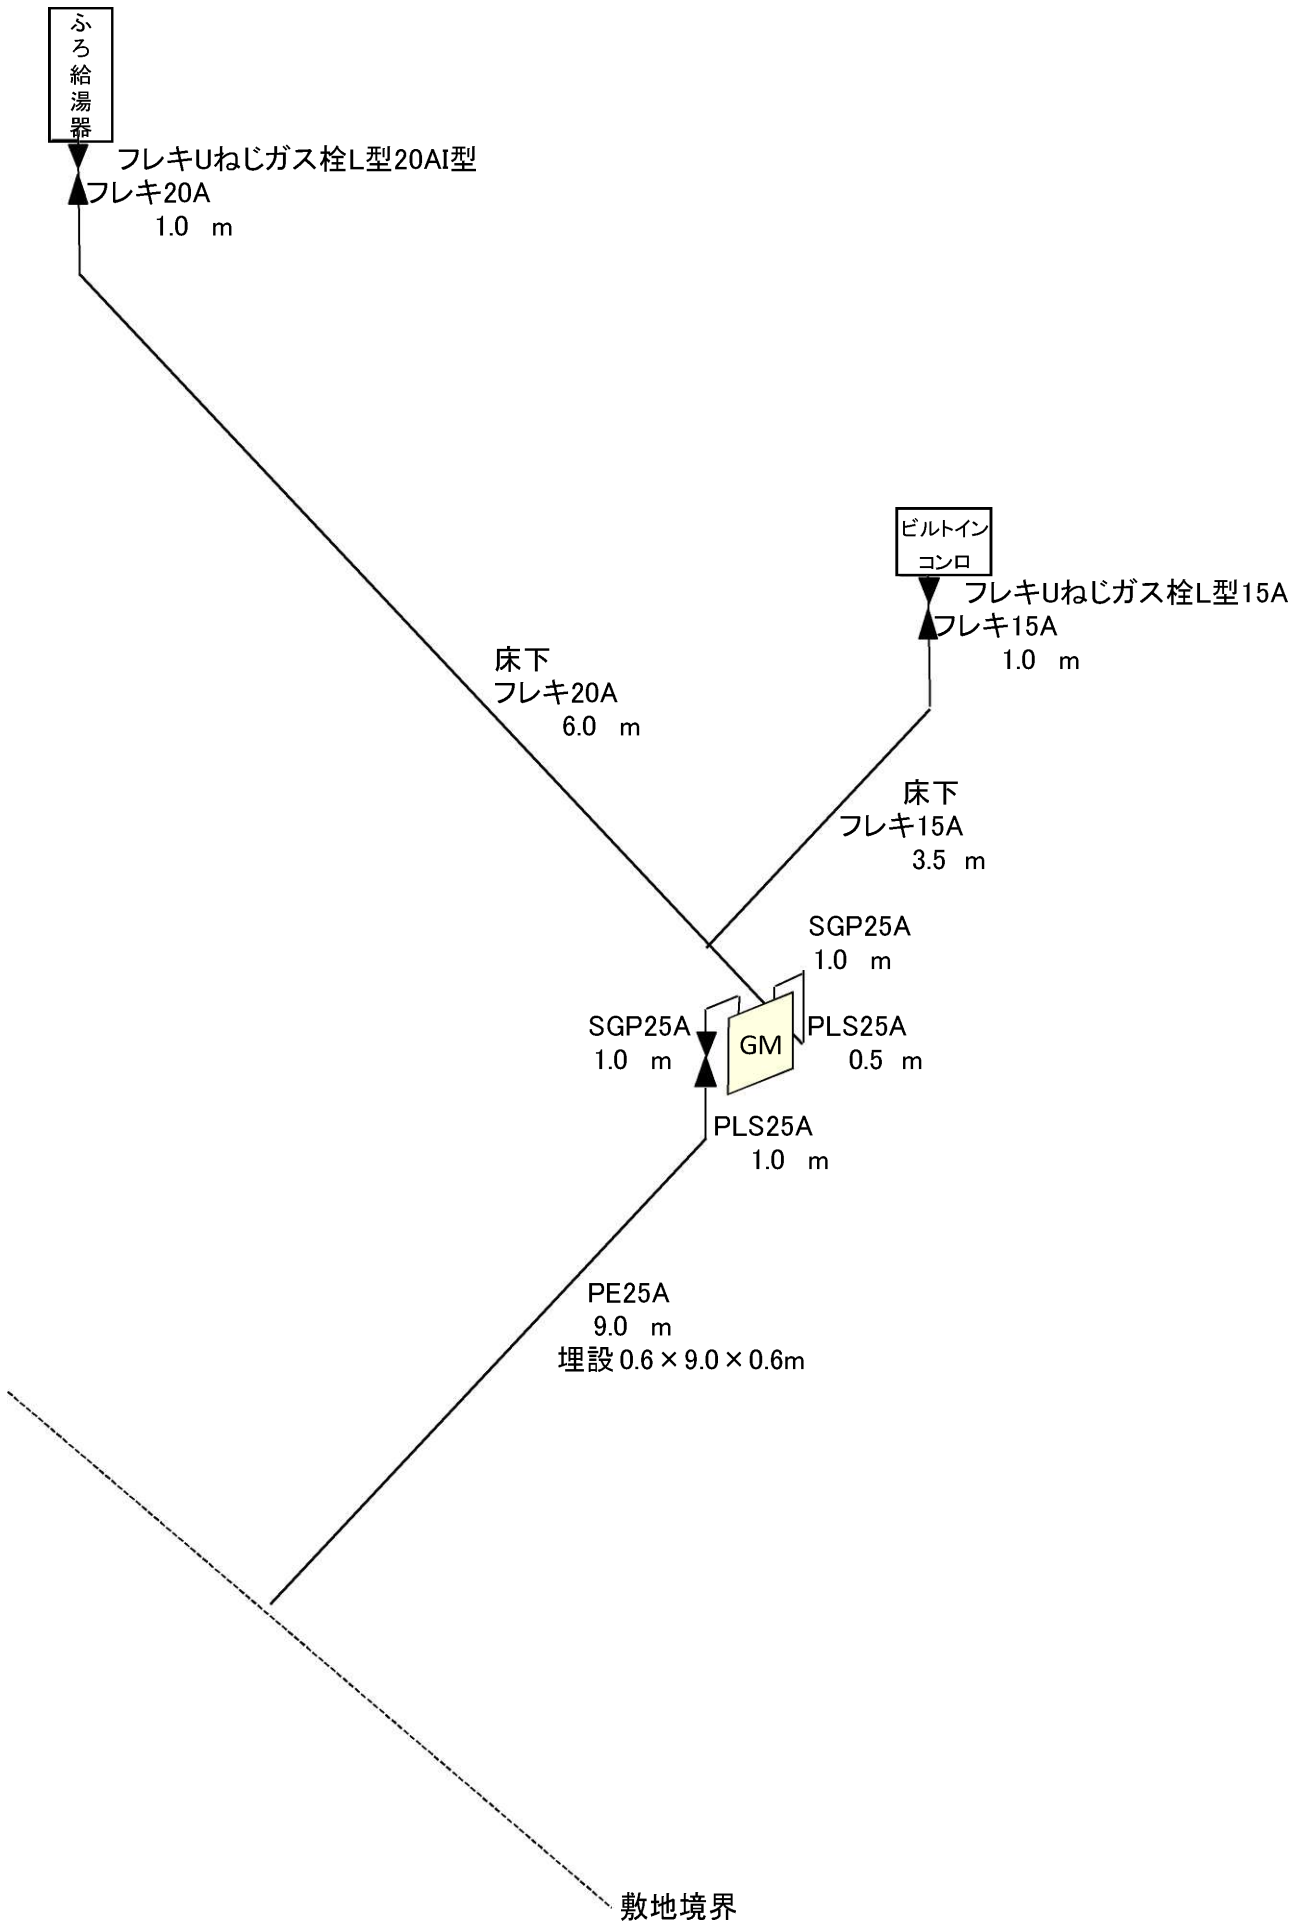 ふろ給湯器
フレキUねじガス栓L型20AI型
フレキ20A
1.0 m
ビルトイン
コンロ
フレキUねじガス栓L型15A
フレキ15A
1.0 m
床下
フレキ20A
6.0 m
床下
フレキ15A
3.5 m
SGP25A
1.0 m
SGP25A
1.0 m
GM
PLS25A
0.5 m
PLS25A
1.0 m
PE25A
9.0 m
埋設0.6×9.0×0.6m
敷地境界